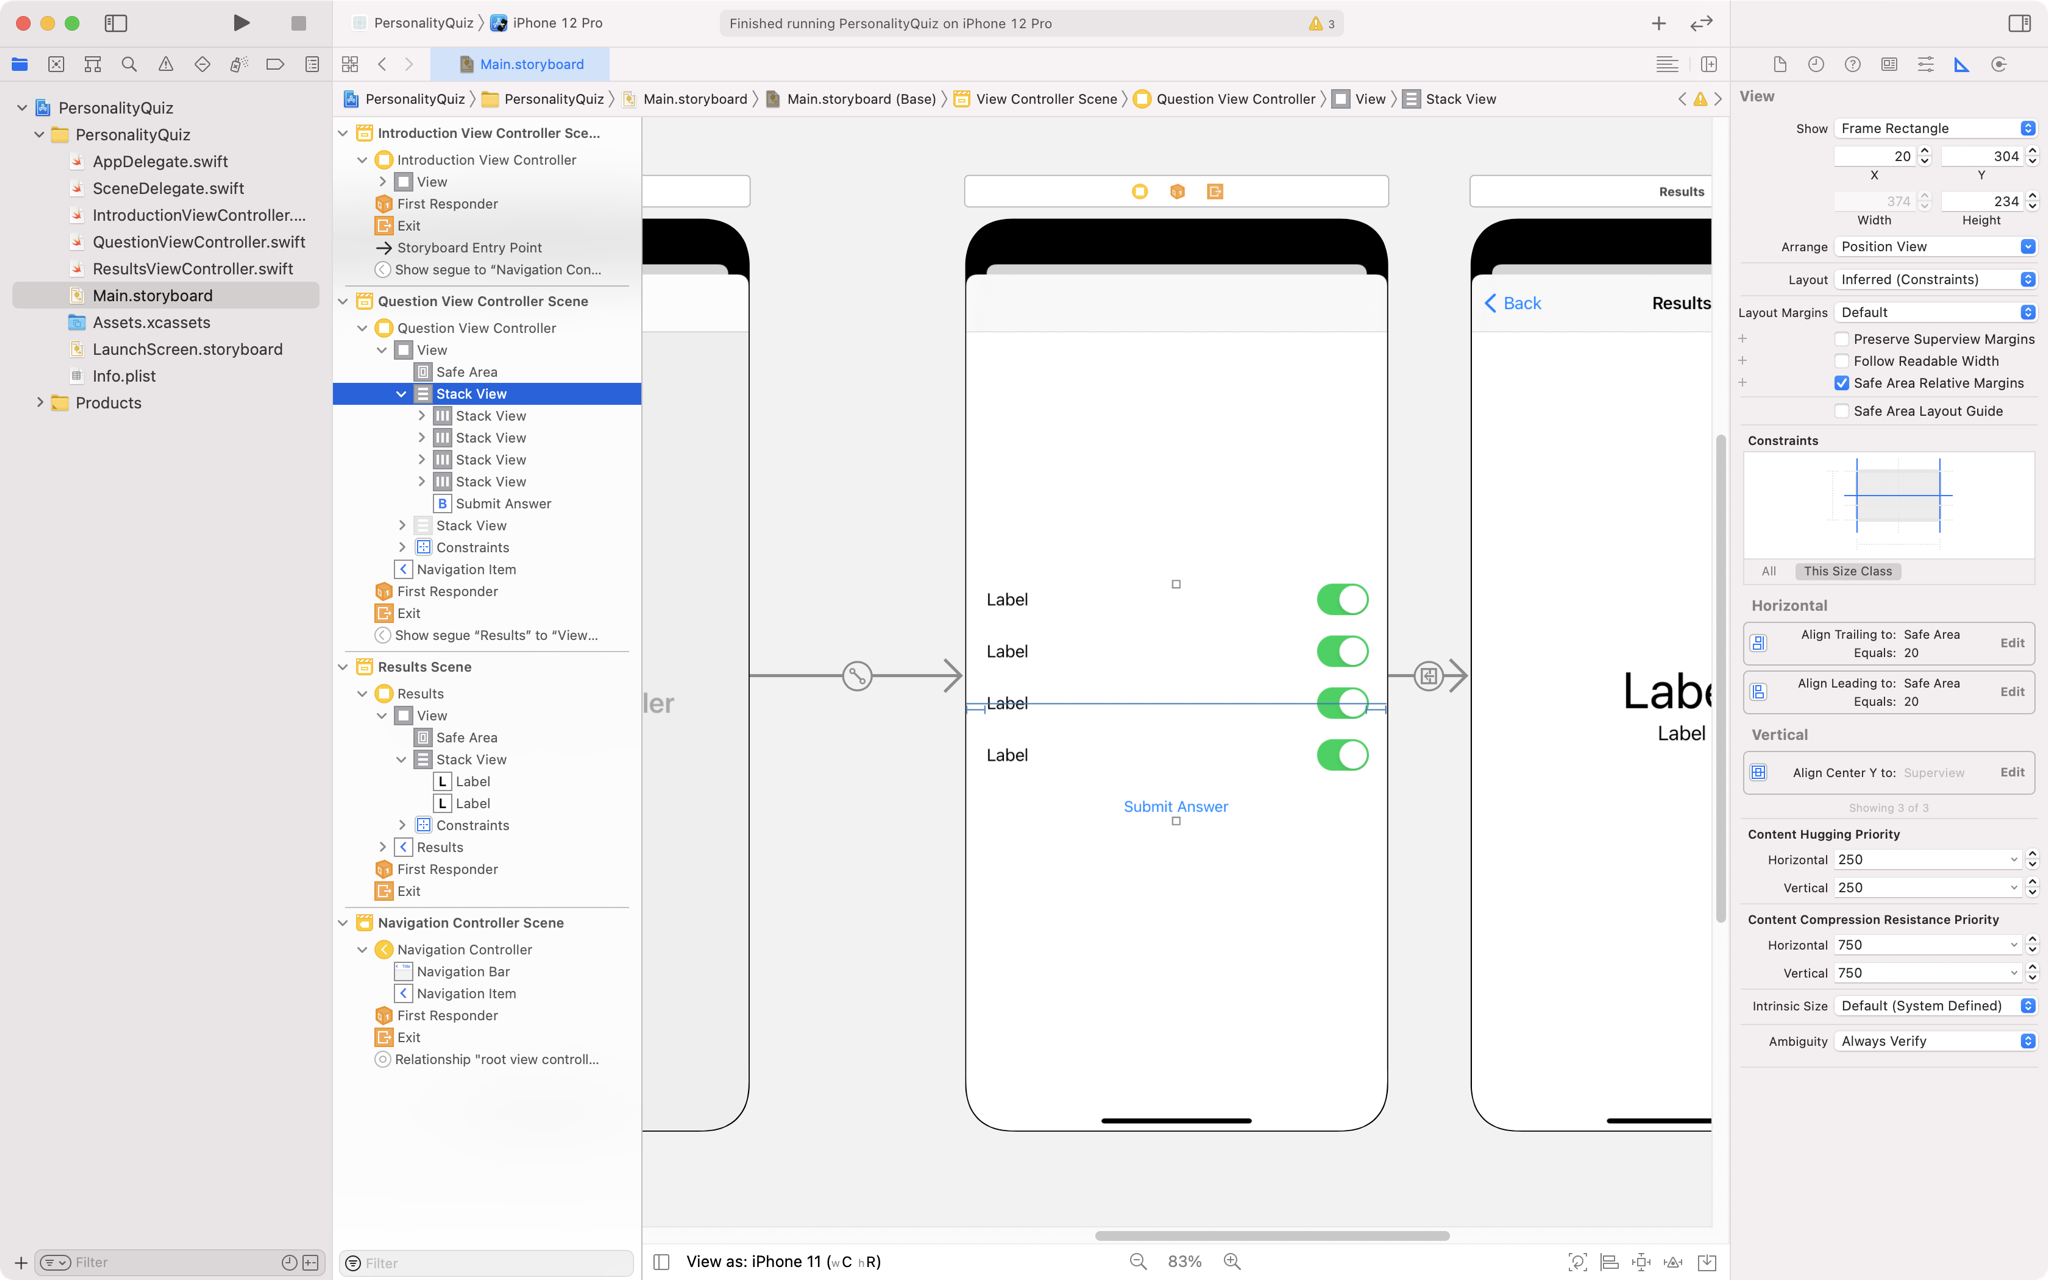 PersonalityQuiz
iPhone 12 Pro
Finished running PersonalityQuiz on iPhone 12 Pro
3
Main.storyboard
PersonalityQuiz
PersonalityQuiz
Main.storyboard
Main.storyboard (Base)
View Controller Scene
Question View Controller
View
Stack View
PersonalityQuiz
PersonalityQuiz
AppDelegate.swift
SceneDelegate.swift
IntroductionViewController....
QuestionViewController.swift
ResultsViewController.swift
Main.storyboard
Assets.xcassets
LaunchScreen.storyboard
Info.plist
Products
Filter
Introduction View Controller Sce...
Introduction View Controller
View
First Responder
Exit
Storyboard Entry Point
Show segue to “Navigation Con...
Question View Controller Scene
Question View Controller
View
Safe Area
Stack View
Stack View
Stack View
Stack View
Stack View
B Submit Answer
Stack View
Constraints
Navigation Item
First Responder
Exit
Show segue “Results” to “View...
Results Scene
Results
View
Safe Area
Stack View
L Label
L Label
Constraints
Results
First Responder
Exit
Navigation Controller Scene
Navigation Controller
Navigation Bar
Navigation Item
First Responder
Exit
Relationship "root view controll...
Filter
ler
Label
Label
Label
Label
Submit Answer
Results
Back
Results
Labe
Label
View as: iPhone 11 (wC hR)
83%
View
Show Frame Rectangle
20 304
X Y
374 234
Width Height
Arrange Position View
Layout Inferred (Constraints)
Layout Margins Default
Preserve Superview Margins
Follow Readable Width
Safe Area Relative Margins
Safe Area Layout Guide
Constraints
All This Size Class
Horizontal
Align Trailing to: Safe Area
Equals: 20
Edit
Align Leading to: Safe Area
Equals: 20
Edit
Vertical
Align Center Y to: Superview Edit
Showing 3 of 3
Content Hugging Priority
Horizontal 250
Vertical 250
Content Compression Resistance Priority
Horizontal 750
Vertical 750
Intrinsic Size Default (System Defined)
Ambiguity Always Verify